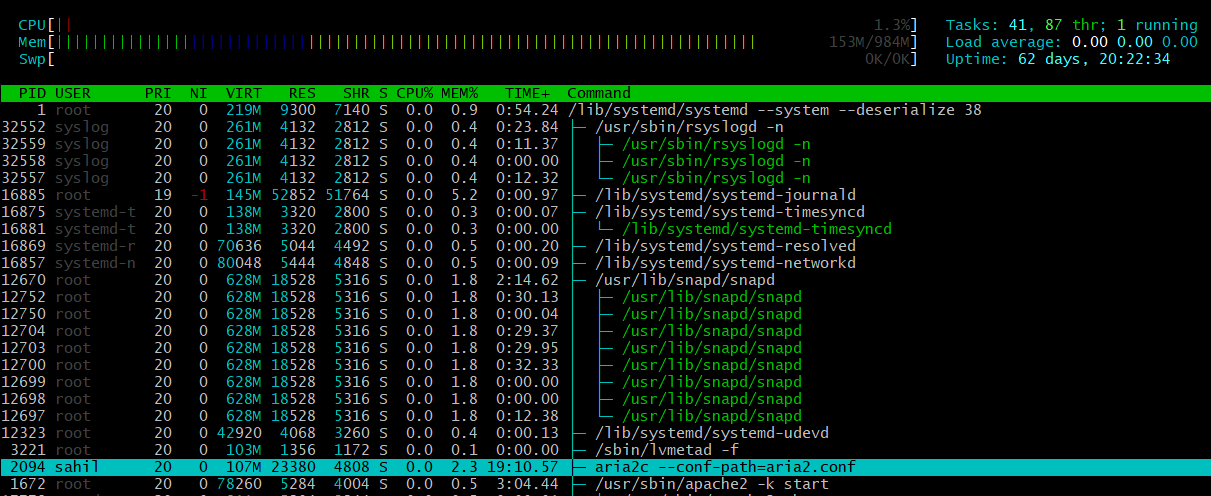 CPU[|| 1.3%] Tasks: 41, 87 thr; 1 running
Mem[|||||||||||||||||||||||||||||||||||||||||||||||||||||||||||||||||||||||||||||| 153M/984M] Load average: 0.00 0.00 0.00
Swp[ 0K/0K] Uptime: 62 days, 20:22:34
PID USER PRI NI VIRT RES SHR S CPU% MEM% TIME+ Command
1 root 20 0 219M 9300 7140 S 0.0 0.9 0:54.24 /lib/systemd/systemd --system --deserialize 38
32552 syslog 20 0 261M 4132 2812 S 0.0 0.4 0:23.84 ├─ /usr/sbin/rsyslogd -n
32559 syslog 20 0 261M 4132 2812 S 0.0 0.4 0:11.37 │ ├─ /usr/sbin/rsyslogd -n
32558 syslog 20 0 261M 4132 2812 S 0.0 0.4 0:00.00 │ ├─ /usr/sbin/rsyslogd -n
32557 syslog 20 0 261M 4132 2812 S 0.0 0.4 0:12.32 │ └─ /usr/sbin/rsyslogd -n
16885 root 19 -1 145M 52852 51764 S 0.0 5.2 0:00.97 ├─ /lib/systemd/systemd-journald
16875 systemd-t 20 0 138M 3320 2800 S 0.0 0.3 0:00.07 ├─ /lib/systemd/systemd-timesyncd
16881 systemd-t 20 0 138M 3320 2800 S 0.0 0.3 0:00.00 │ └─ /lib/systemd/systemd-timesyncd
16869 systemd-r 20 0 70636 5044 4492 S 0.0 0.5 0:00.20 ├─ /lib/systemd/systemd-resolved
16857 systemd-n 20 0 80048 5444 4848 S 0.0 0.5 0:00.09 ├─ /lib/systemd/systemd-networkd
12670 root 20 0 628M 18528 5316 S 0.0 1.8 2:14.62 ├─ /usr/lib/snapd/snapd
12752 root 20 0 628M 18528 5316 S 0.0 1.8 0:30.13 │ ├─ /usr/lib/snapd/snapd
12750 root 20 0 628M 18528 5316 S 0.0 1.8 0:00.04 │ ├─ /usr/lib/snapd/snapd
12704 root 20 0 628M 18528 5316 S 0.0 1.8 0:29.37 │ ├─ /usr/lib/snapd/snapd
12703 root 20 0 628M 18528 5316 S 0.0 1.8 0:29.95 │ ├─ /usr/lib/snapd/snapd
12700 root 20 0 628M 18528 5316 S 0.0 1.8 0:32.33 │ ├─ /usr/lib/snapd/snapd
12699 root 20 0 628M 18528 5316 S 0.0 1.8 0:00.00 │ ├─ /usr/lib/snapd/snapd
12698 root 20 0 628M 18528 5316 S 0.0 1.8 0:00.00 │ ├─ /usr/lib/snapd/snapd
12697 root 20 0 628M 18528 5316 S 0.0 1.8 0:12.38 │ └─ /usr/lib/snapd/snapd
12323 root 20 0 42920 4068 3260 S 0.0 0.4 0:00.13 ├─ /lib/systemd/systemd-udevd
3221 root 20 0 103M 1356 1172 S 0.0 0.1 0:00.00 ├─ /sbin/lvmetad -f
2094 sahil 20 0 107M 23380 4808 S 0.0 2.3 19:10.57 ├─ aria2c --conf-path=aria2.conf
1672 root 20 0 78260 5284 4004 S 0.0 0.5 3:04.44 ├─ /usr/sbin/apache2 -k start